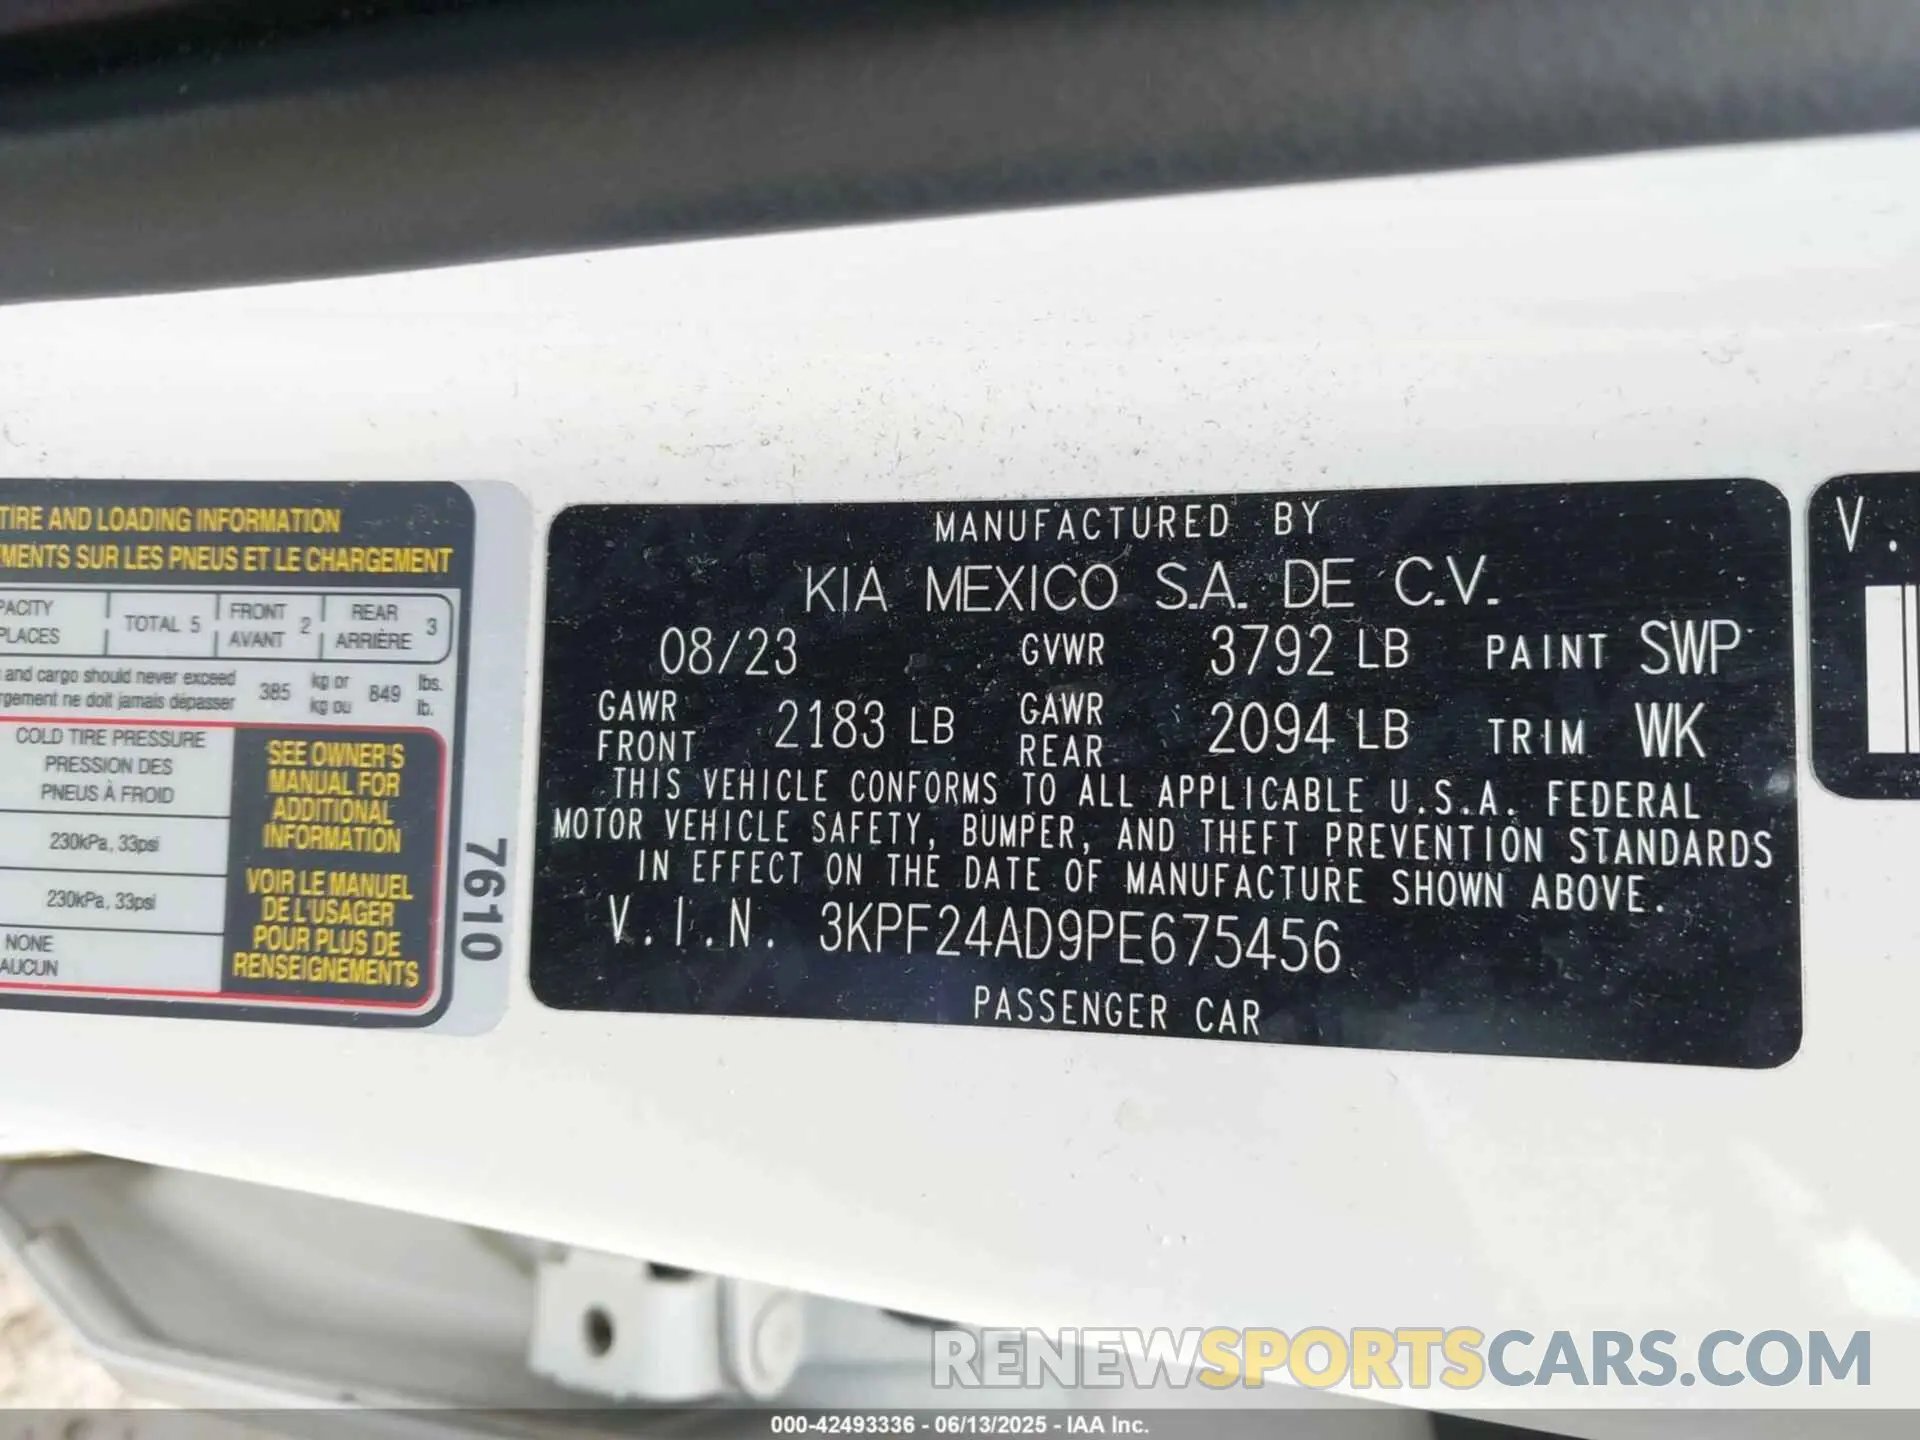 TIRE AND LOADING INFORMATION
MENTS SUR LES PNEUS ET LE CHARGEMENT
PACITY
PLACES
TOTAL 5
FRONT
AVANT
2
REAR
ARRIÈRE
3
and cargo should never exceed
rgement ne doit jamais dépasser
385
kg or
kg ou
849
lbs.
lb.
COLD TIRE PRESSURE
PRESSION DES
PNEUS À FROID
230kPa, 33psi
230kPa, 33psi
NONE
AUCUN
SEE OWNER'S
MANUAL FOR
ADDITIONAL
INFORMATION
VOIR LE MANUEL
DE L'USAGER
POUR PLUS DE
RENSEIGNEMENTS
7610
MANUFACTURED BY
KIA MEXICO S.A. DE C.V.
08/23 GVWR 3792 LB PAINT SWP
GAWR FRONT 2183 LB GAWR REAR 2094 LB TRIM WK
THIS VEHICLE CONFORMS TO ALL APPLICABLE U.S.A. FEDERAL
MOTOR VEHICLE SAFETY, BUMPER, AND THEFT PREVENTION STANDARDS
IN EFFECT ON THE DATE OF MANUFACTURE SHOWN ABOVE.
V.I.N. 3KPF24AD9PE675456
PASSENGER CAR
V.
RENEWSPORTSCARS.COM
000-42493336 - 06/13/2025 - IAA Inc.